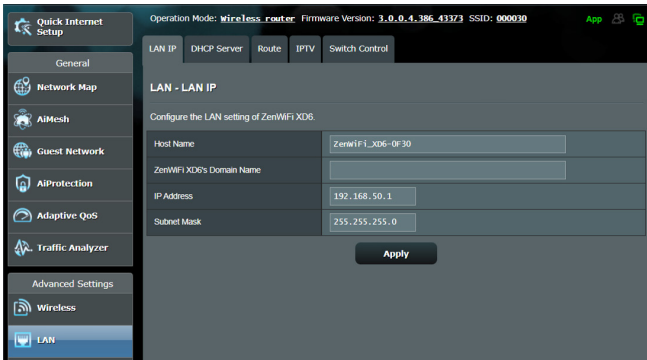 Quick Internet
Setup
Operation Mode: Wireless router Firmware Version: 3.0.0.4.386_43373 SSID: 000030
App
LAN IP DHCP Server Route IPTV Switch Control
General
Network Map
AiMesh
Guest Network
AiProtection
Adaptive QoS
Traffic Analyzer
Advanced Settings
Wireless
LAN
LAN - LAN IP
Configure the LAN setting of ZenWiFi XD6.
Host Name ZenWiFi_XD6-0F30
ZenWiFi XD6's Domain Name
IP Address 192.168.50.1
Subnet Mask 255.255.255.0
Apply